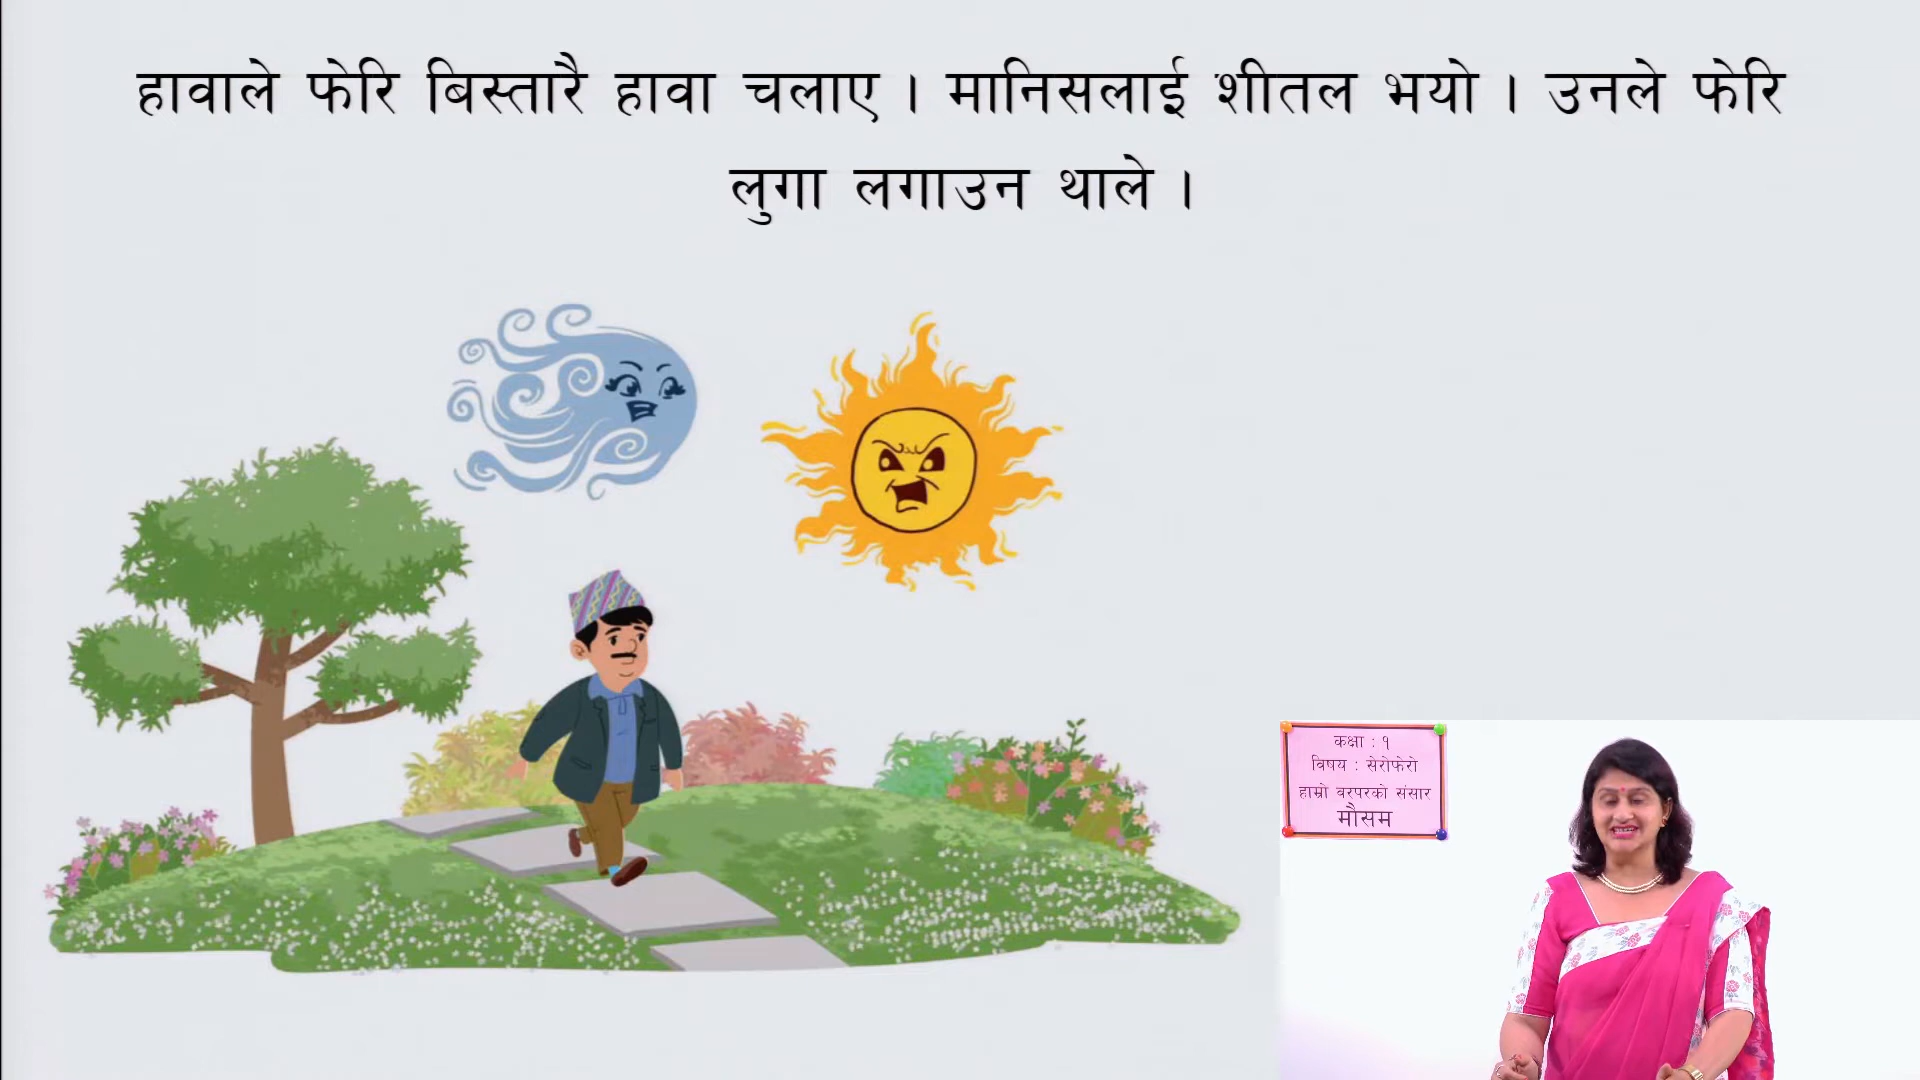 हावाले फेरि बिस्तारै हावा चलाए । मानिसलाई शीतल भयो । उनले फेरि
लुगा लगाउन थाले ।
कक्षा : १
विषय : सेरोफेरो
हाम्रो वरपरको संसार
मौसम